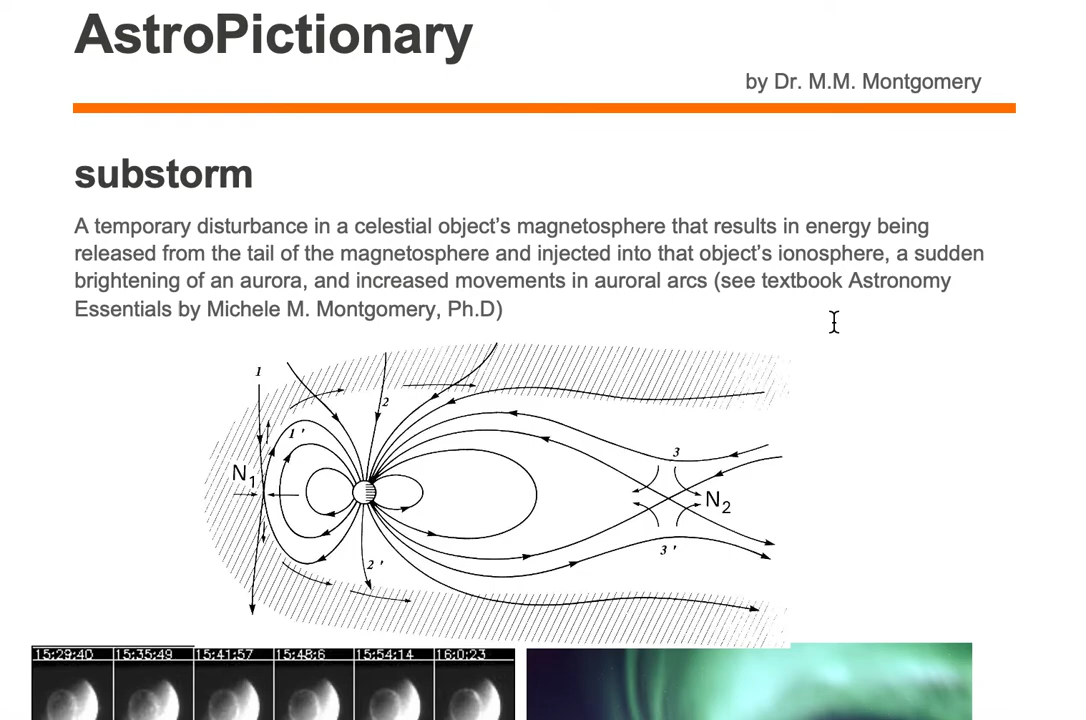 AstroPictionary
by Dr. M.M. Montgomery
substorm
A temporary disturbance in a celestial object’s magnetosphere that results in energy being
released from the tail of the magnetosphere and injected into that object’s ionosphere, a sudden
brightening of an aurora, and increased movements in auroral arcs (see textbook Astronomy
Essentials by Michele M. Montgomery, Ph.D)
1
2
1'
3
N1
N2
3'
2'
15:29:40 15:35:49 15:41:57 15:48:6 15:54:14 16:0:23